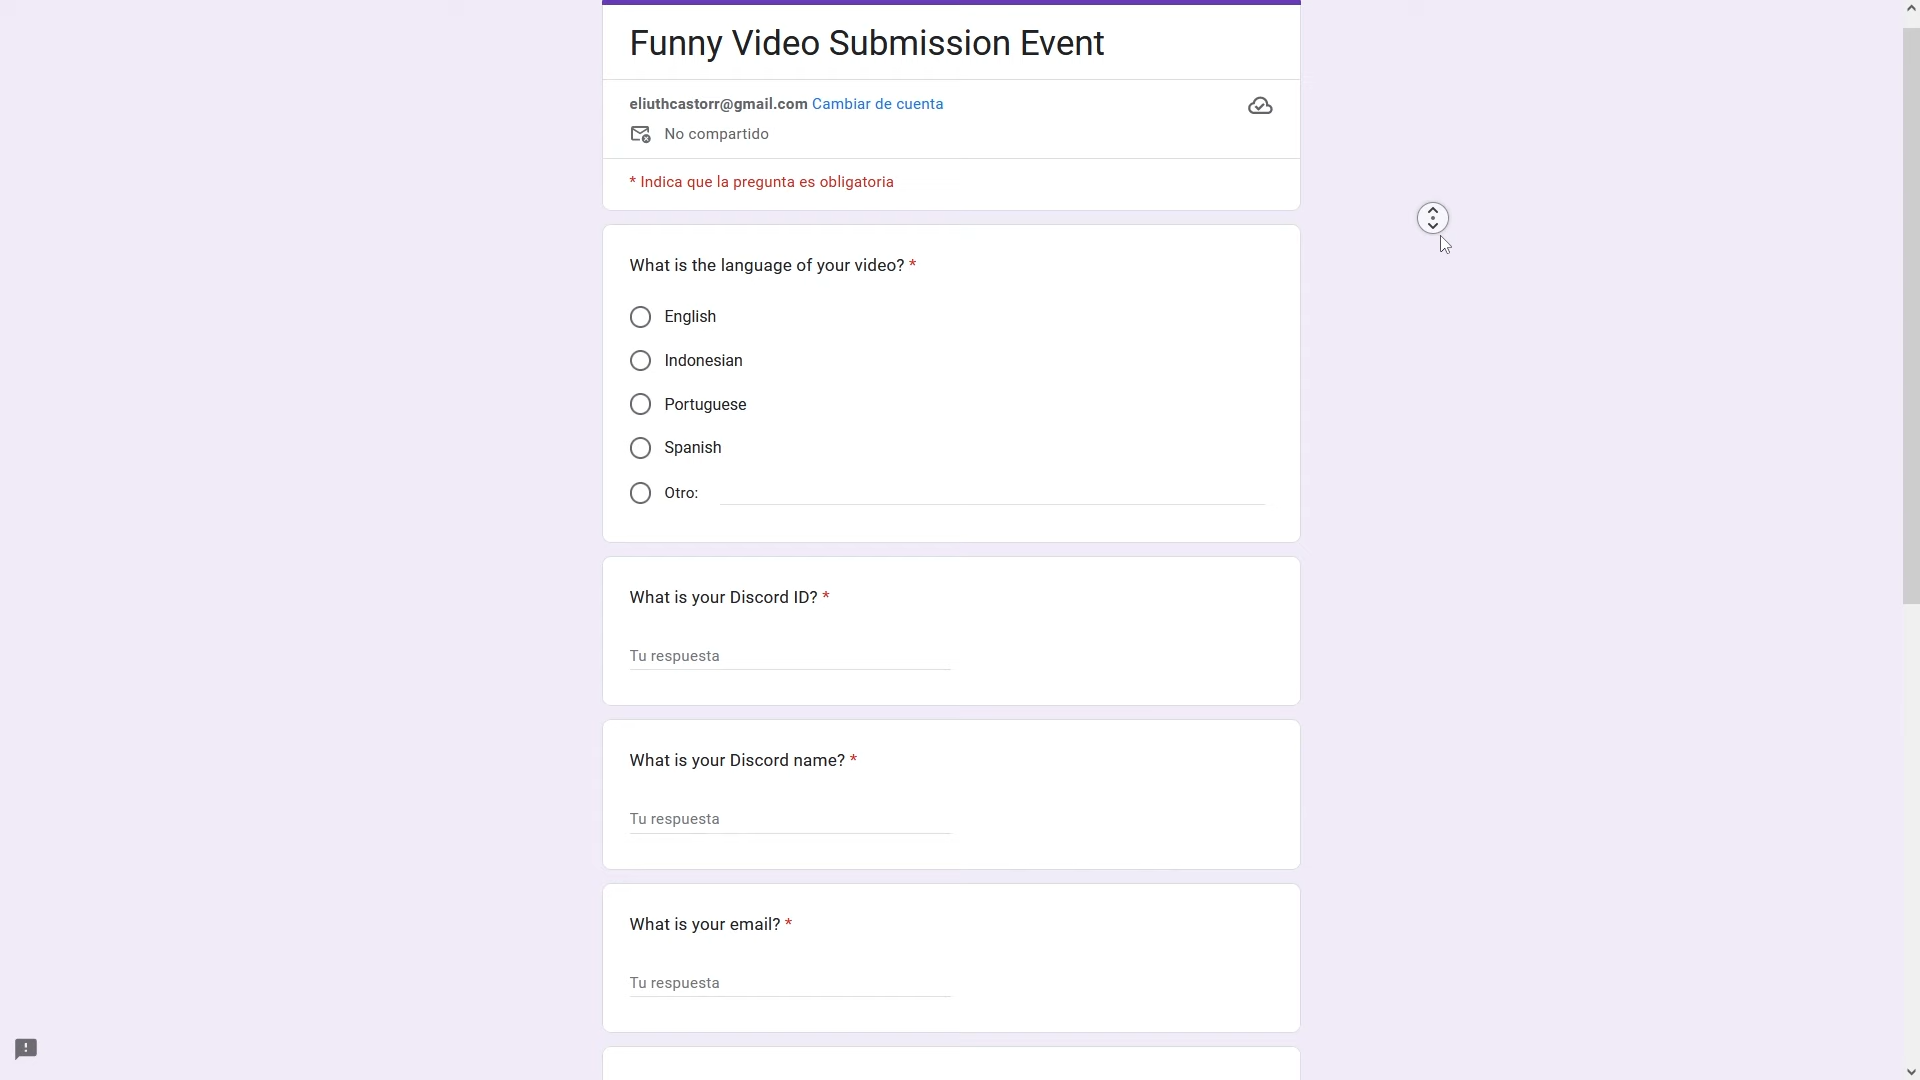 Funny Video Submission Event
eliuthcastorr@gmail.com Cambiar de cuenta
No compartido
* Indica que la pregunta es obligatoria
What is the language of your video? *
English
Indonesian
Portuguese
Spanish
Otro:
What is your Discord ID? *
Tu respuesta
What is your Discord name? *
Tu respuesta
What is your email? *
Tu respuesta